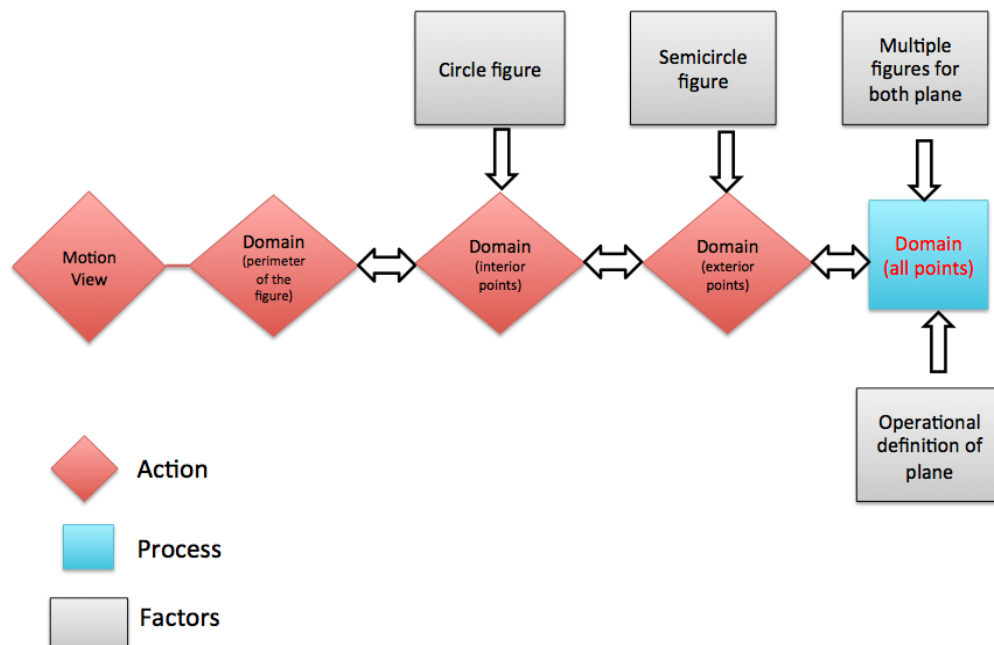 Circle figure
Semicircle
figure
Multiple
figures for
both plane
Motion
View
Domain
(perimeter
of the
figure)
Domain
(interior
points)
Domain
(exterior
points)
Domain
(all points)
Operational
definition of
plane
Action
Process
Factors